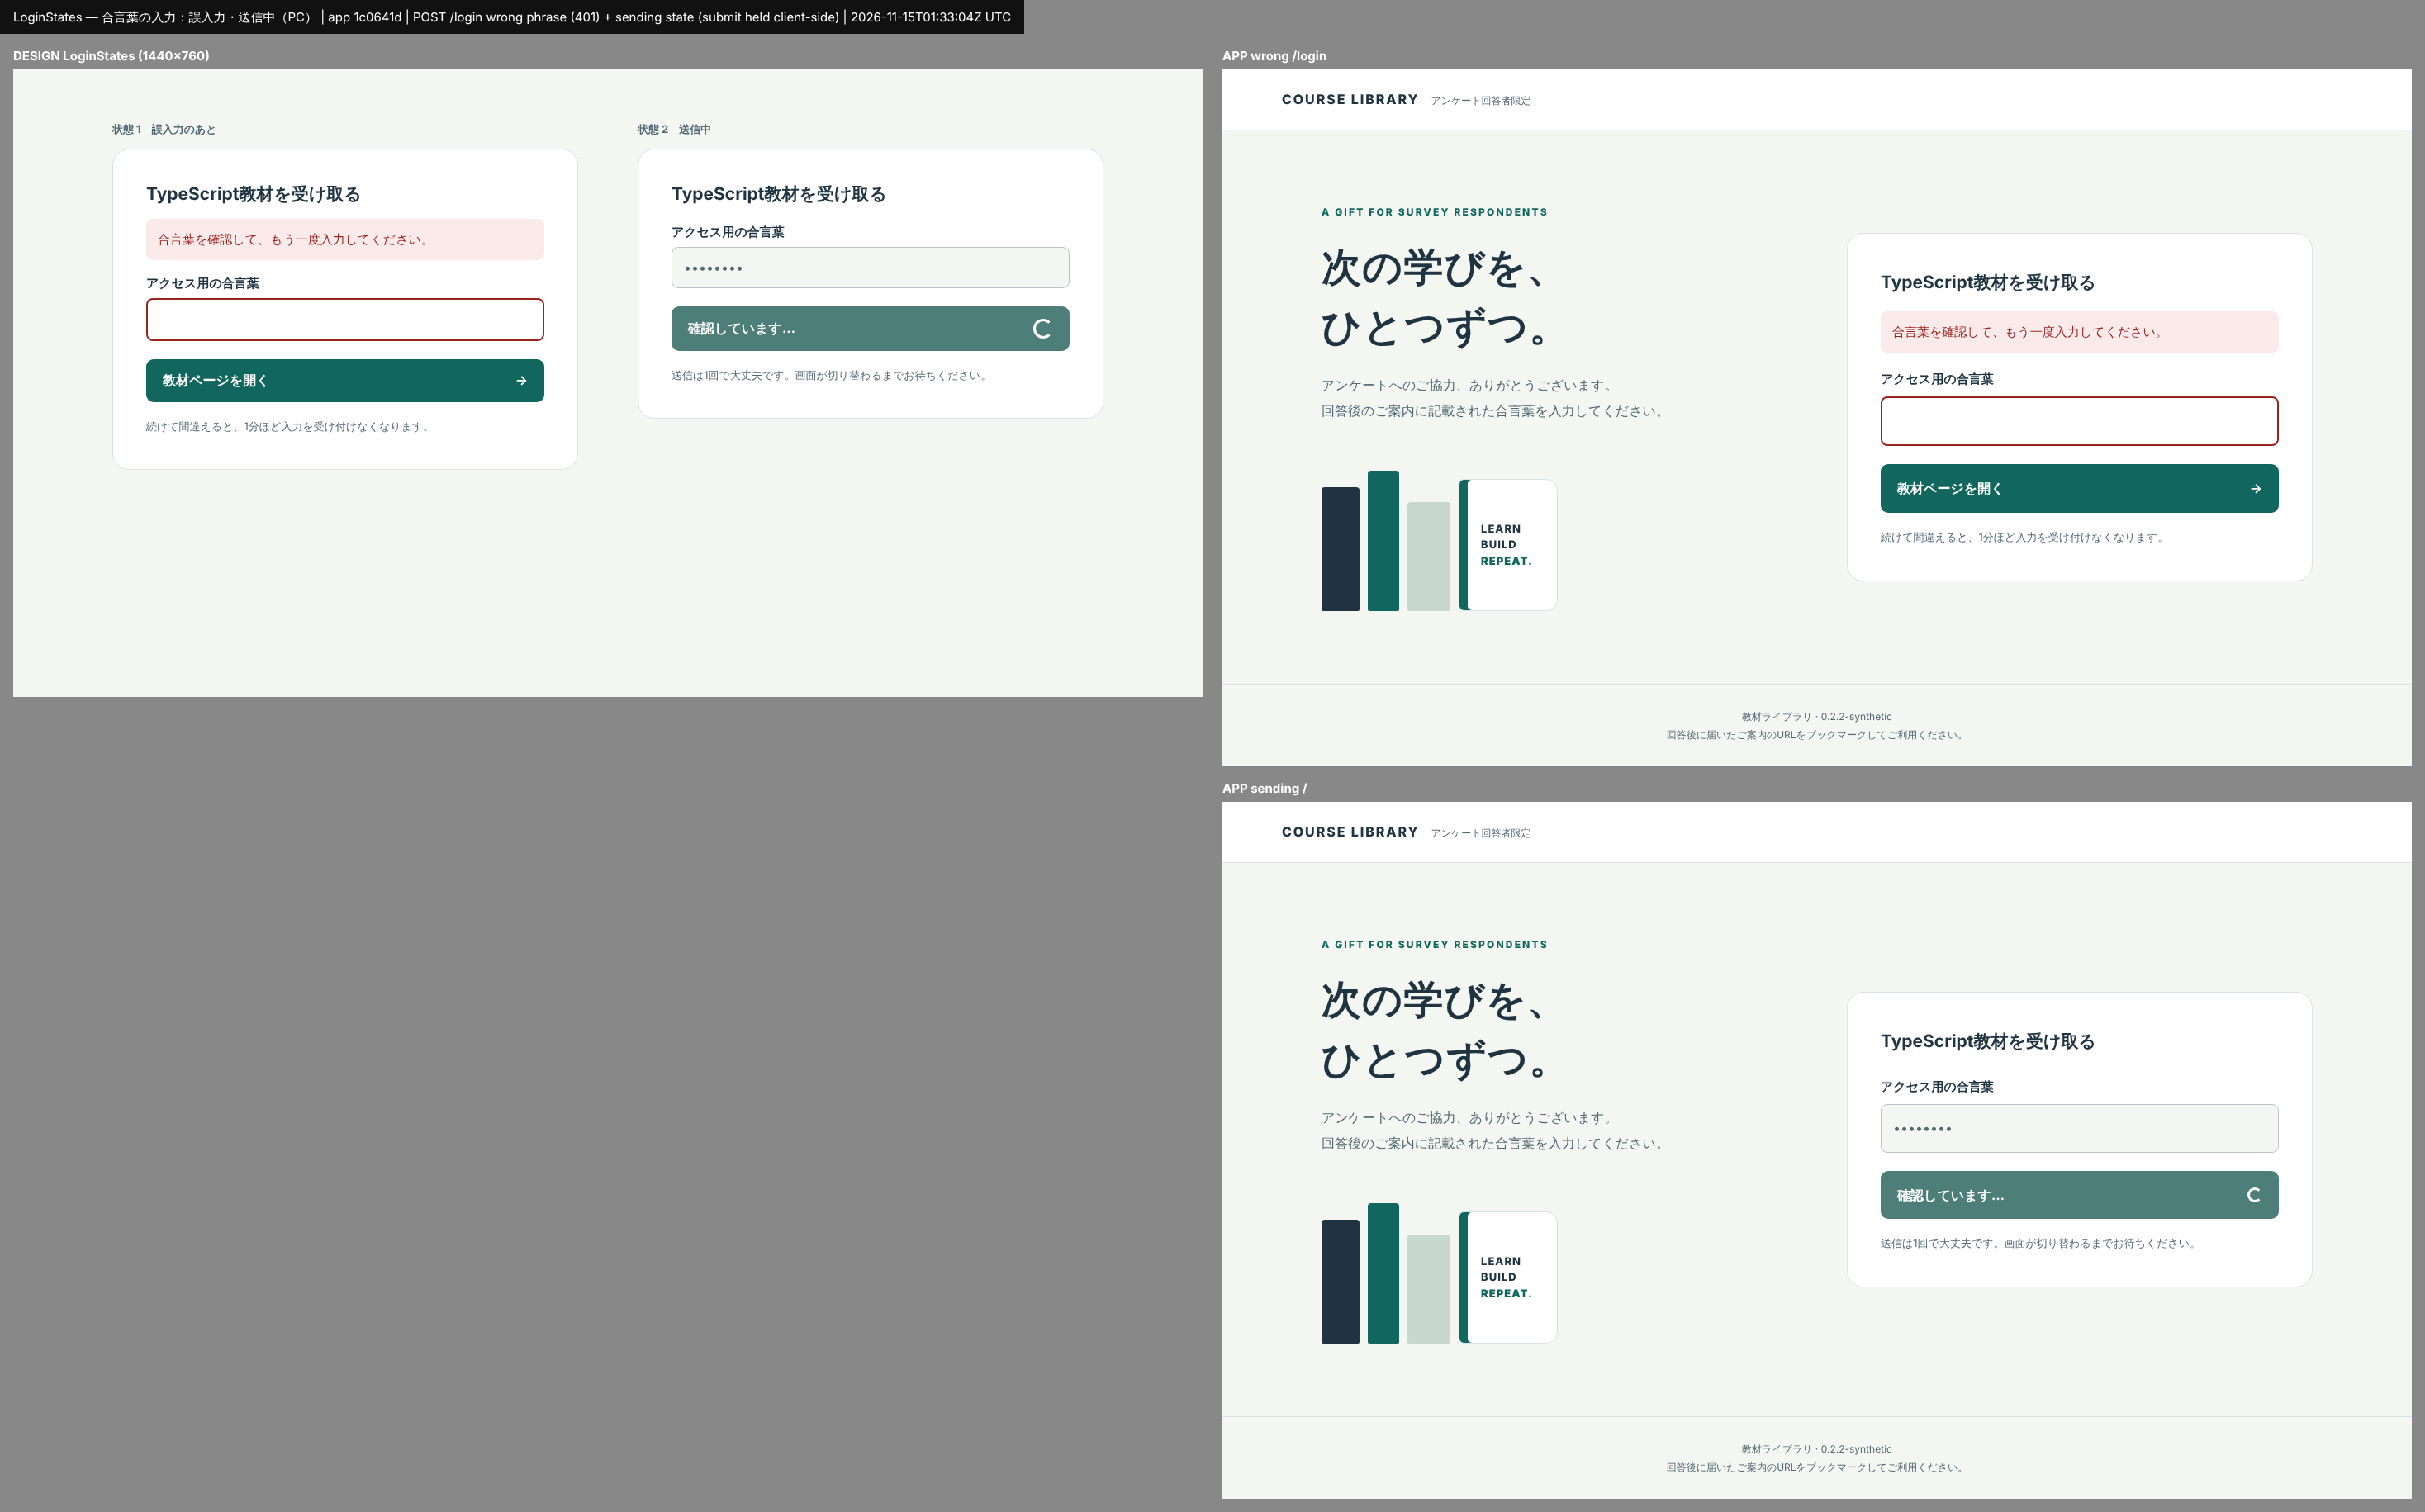 LoginStates — 合言葉の入力：誤入力・送信中（PC） | app 1c0641d | POST /login wrong phrase (401) + sending state (submit held client-side) | 2026-11-15T01:33:04Z UTC
DESIGN LoginStates (1440×760)
状態 1　誤入力のあと
TypeScript教材を受け取る
合言葉を確認して、もう一度入力してください。
アクセス用の合言葉
教材ページを開く →
続けて間違えると、1分ほど入力を受け付けなくなります。
状態 2　送信中
TypeScript教材を受け取る
アクセス用の合言葉
••••••••
確認しています…
送信は1回で大丈夫です。画面が切り替わるまでお待ちください。
APP wrong /login
COURSE LIBRARY アンケート回答者限定
A GIFT FOR SURVEY RESPONDENTS
次の学びを、
ひとつずつ。
アンケートへのご協力、ありがとうございます。
回答後のご案内に記載された合言葉を入力してください。
LEARN
BUILD
REPEAT.
TypeScript教材を受け取る
合言葉を確認して、もう一度入力してください。
アクセス用の合言葉
教材ページを開く →
続けて間違えると、1分ほど入力を受け付けなくなります。
教材ライブラリ · 0.2.2-synthetic
回答後に届いたご案内のURLをブックマークしてご利用ください。
APP sending /
COURSE LIBRARY アンケート回答者限定
A GIFT FOR SURVEY RESPONDENTS
次の学びを、
ひとつずつ。
アンケートへのご協力、ありがとうございます。
回答後のご案内に記載された合言葉を入力してください。
LEARN
BUILD
REPEAT.
TypeScript教材を受け取る
アクセス用の合言葉
••••••••
確認しています…
送信は1回で大丈夫です。画面が切り替わるまでお待ちください。
教材ライブラリ · 0.2.2-synthetic
回答後に届いたご案内のURLをブックマークしてご利用ください。